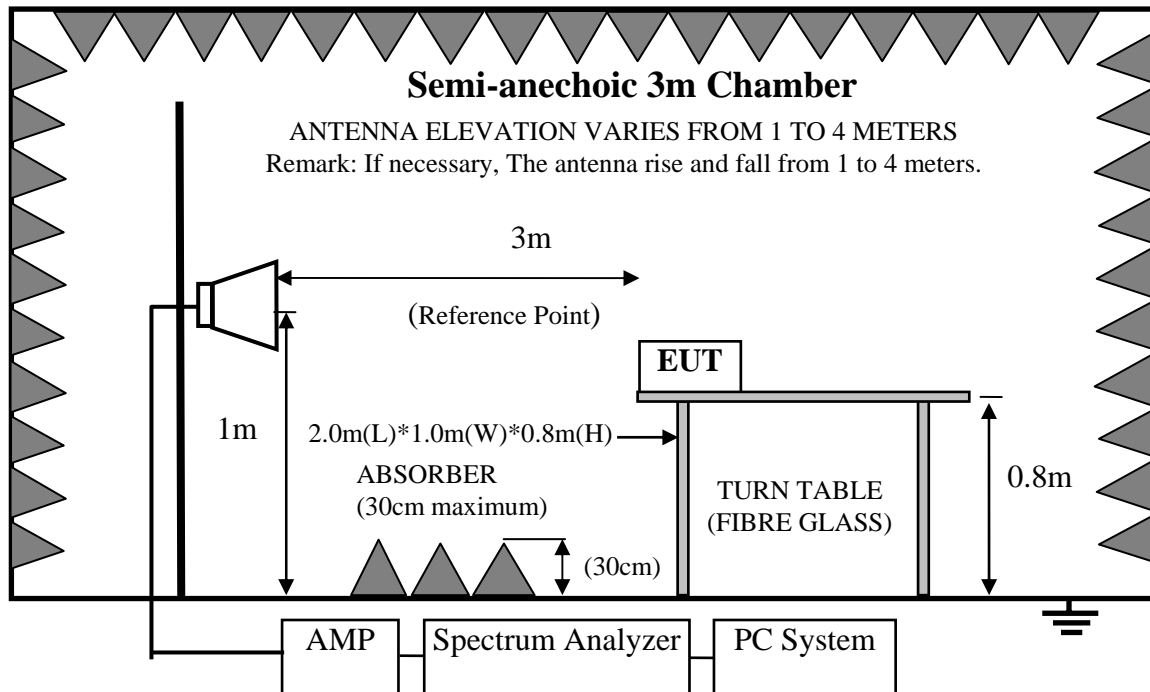 Semi-anechoic 3m Chamber
ANTENNA ELEVATION VARIES FROM 1 TO 4 METERS
Remark: If necessary, The antenna rise and fall from 1 to 4 meters.
3m
(Reference Point)
EUT
1m
2.0m(L)*1.0m(W)*0.8m(H)
ABSORBER
(30cm maximum)
TURN TABLE
(FIBRE GLASS)
0.8m
(30cm)
AMP
Spectrum Analyzer
PC System